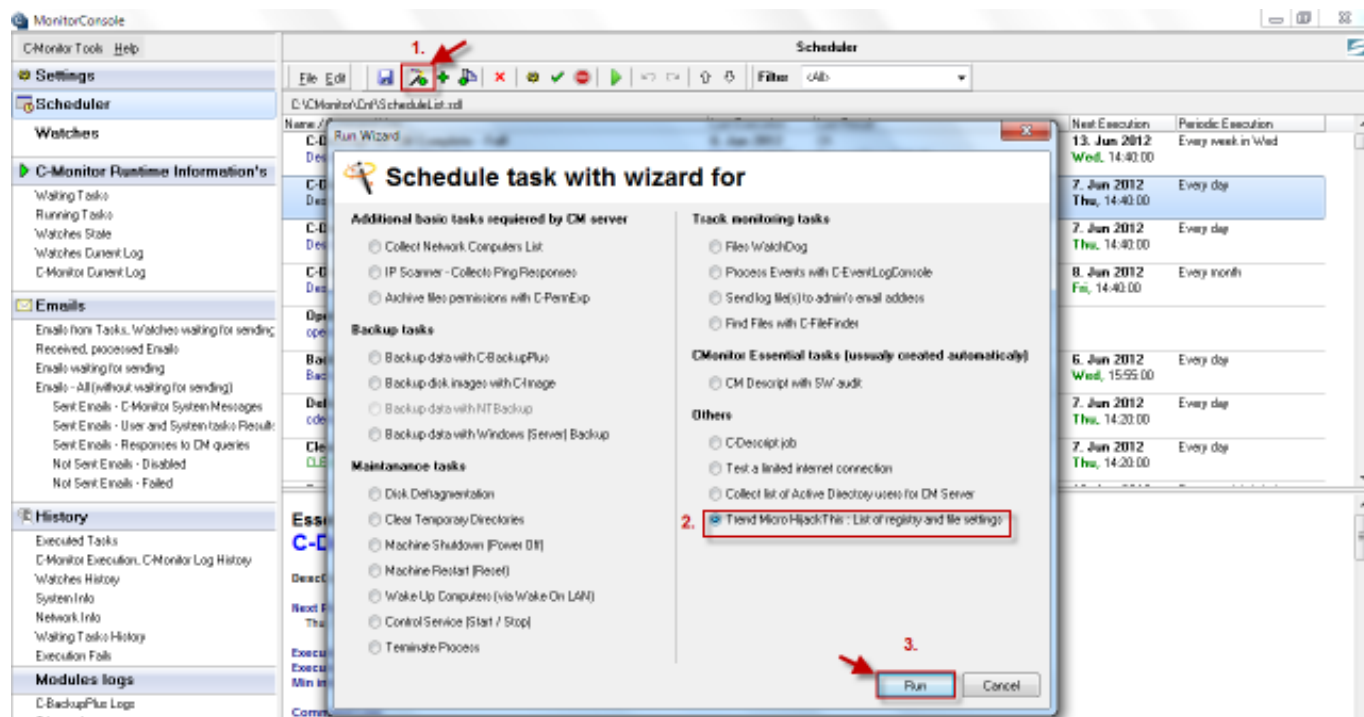 MonitorConsole
C-Monitor Tools Help
Scheduler
1.
Settings
File Edit
Filter <All>
Scheduler
C:\CMonitor\Cnf\ScheduleList.scl
Watches
C-Monitor Runtime Information's
Waiting Tasks
Running Tasks
Watches State
Watches Current Log
C-Monitor Current Log
Emails
Emails from Tasks, Watches waiting for sending
Received, processed Emails
Emails waiting for sending
Emails - All (without waiting for sending)
Sent Emails - C-Monitor System Messages
Sent Emails - User and System tasks Results
Sent Emails - Responses to CM queries
Not Sent Emails - Disabled
Not Sent Emails - Failed
History
Executed Tasks
C-Monitor Execution, C-Monitor Log History
Watches History
System Info
Network Info
Waiting Tasks History
Execution Fails
Modules logs
C-BackupPlus Logs
Run Wizard
Schedule task with wizard for
Additional basic tasks requiered by CM server
Collect Network Computers List
IP Scanner - Collects Ping Responses
Archive files permissions with C-PermExp
Backup tasks
Backup data with C-BackupPlus
Backup disk images with C-Image
Backup data with NTBackup
Backup data with Windows (Server) Backup
Maintanance tasks
Disk Defragmentation
Clear Temporary Directories
Machine Shutdown (Power Off)
Machine Restart (Reset)
Wake Up Computers (via Wake On LAN)
Control Service (Start / Stop)
Terminate Process
Track monitoring tasks
Files WatchDog
Process Events with C-EventLogConsole
Send log file(s) to admin's email address
Find Files with C-FileFinder
CMonitor Essential tasks (ussualy created automaticaly)
CM Descript with SW audit
Others
C-Descript job
Test a limited internet connection
Collect list of Active Directory users for CM Server
2. Trend Micro HijackThis : List of registry and file settings
3.
Run Cancel
Next Execution Periodic Execution
13. Jun 2012 Every week in Wed
Wed, 14:40:00
7. Jun 2012 Every day
Thu, 14:40:00
7. Jun 2012 Every day
Thu, 14:40:00
8. Jun 2012 Every month
Fri, 14:40:00
6. Jun 2012 Every day
Wed, 15:55:00
7. Jun 2012 Every day
Thu, 14:20:00
7. Jun 2012 Every day
Thu, 14:20:00